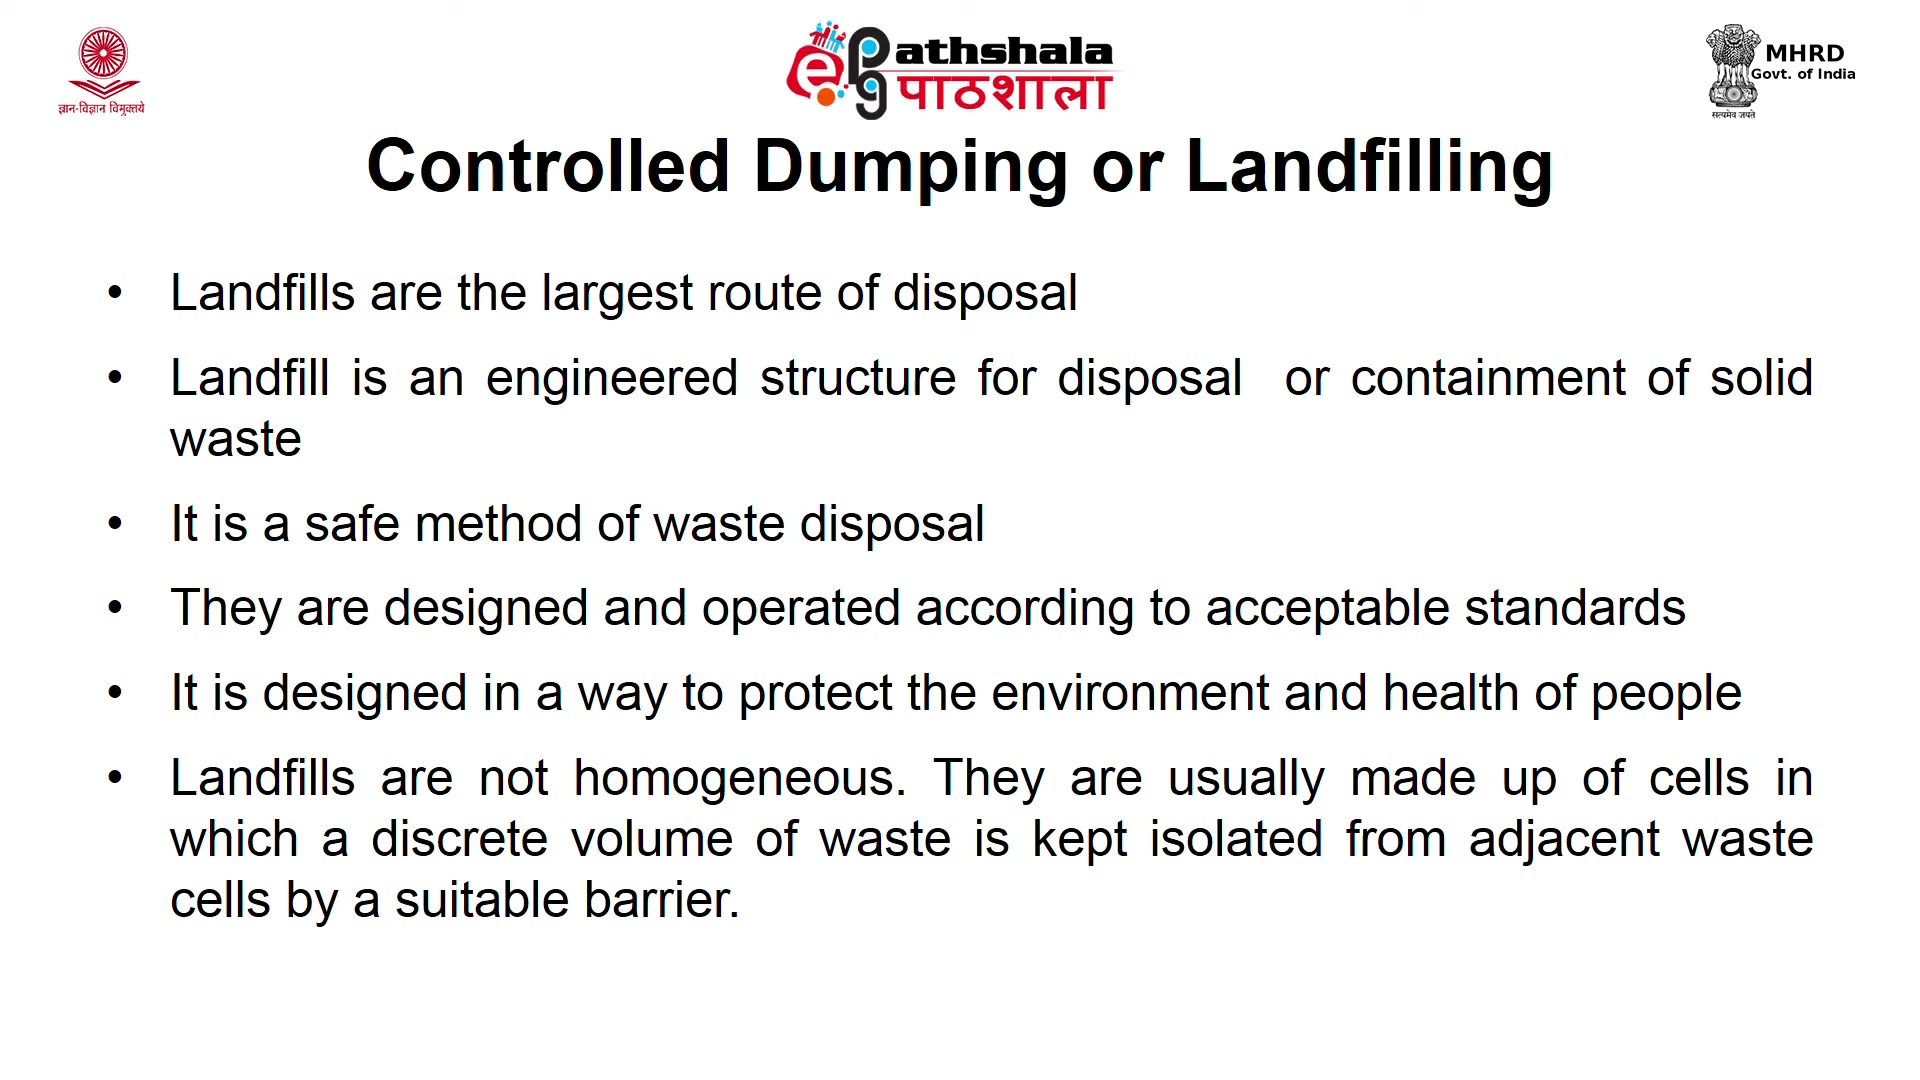 ज्ञान-विज्ञान विमुक्तये
ePG athshala
पाठशाला
MHRD
Govt. of India
सत्यमेव जयते
Controlled Dumping or Landfilling
• Landfills are the largest route of disposal
• Landfill is an engineered structure for disposal or containment of solid
waste
• It is a safe method of waste disposal
• They are designed and operated according to acceptable standards
• It is designed in a way to protect the environment and health of people
• Landfills are not homogeneous. They are usually made up of cells in
which a discrete volume of waste is kept isolated from adjacent waste
cells by a suitable barrier.